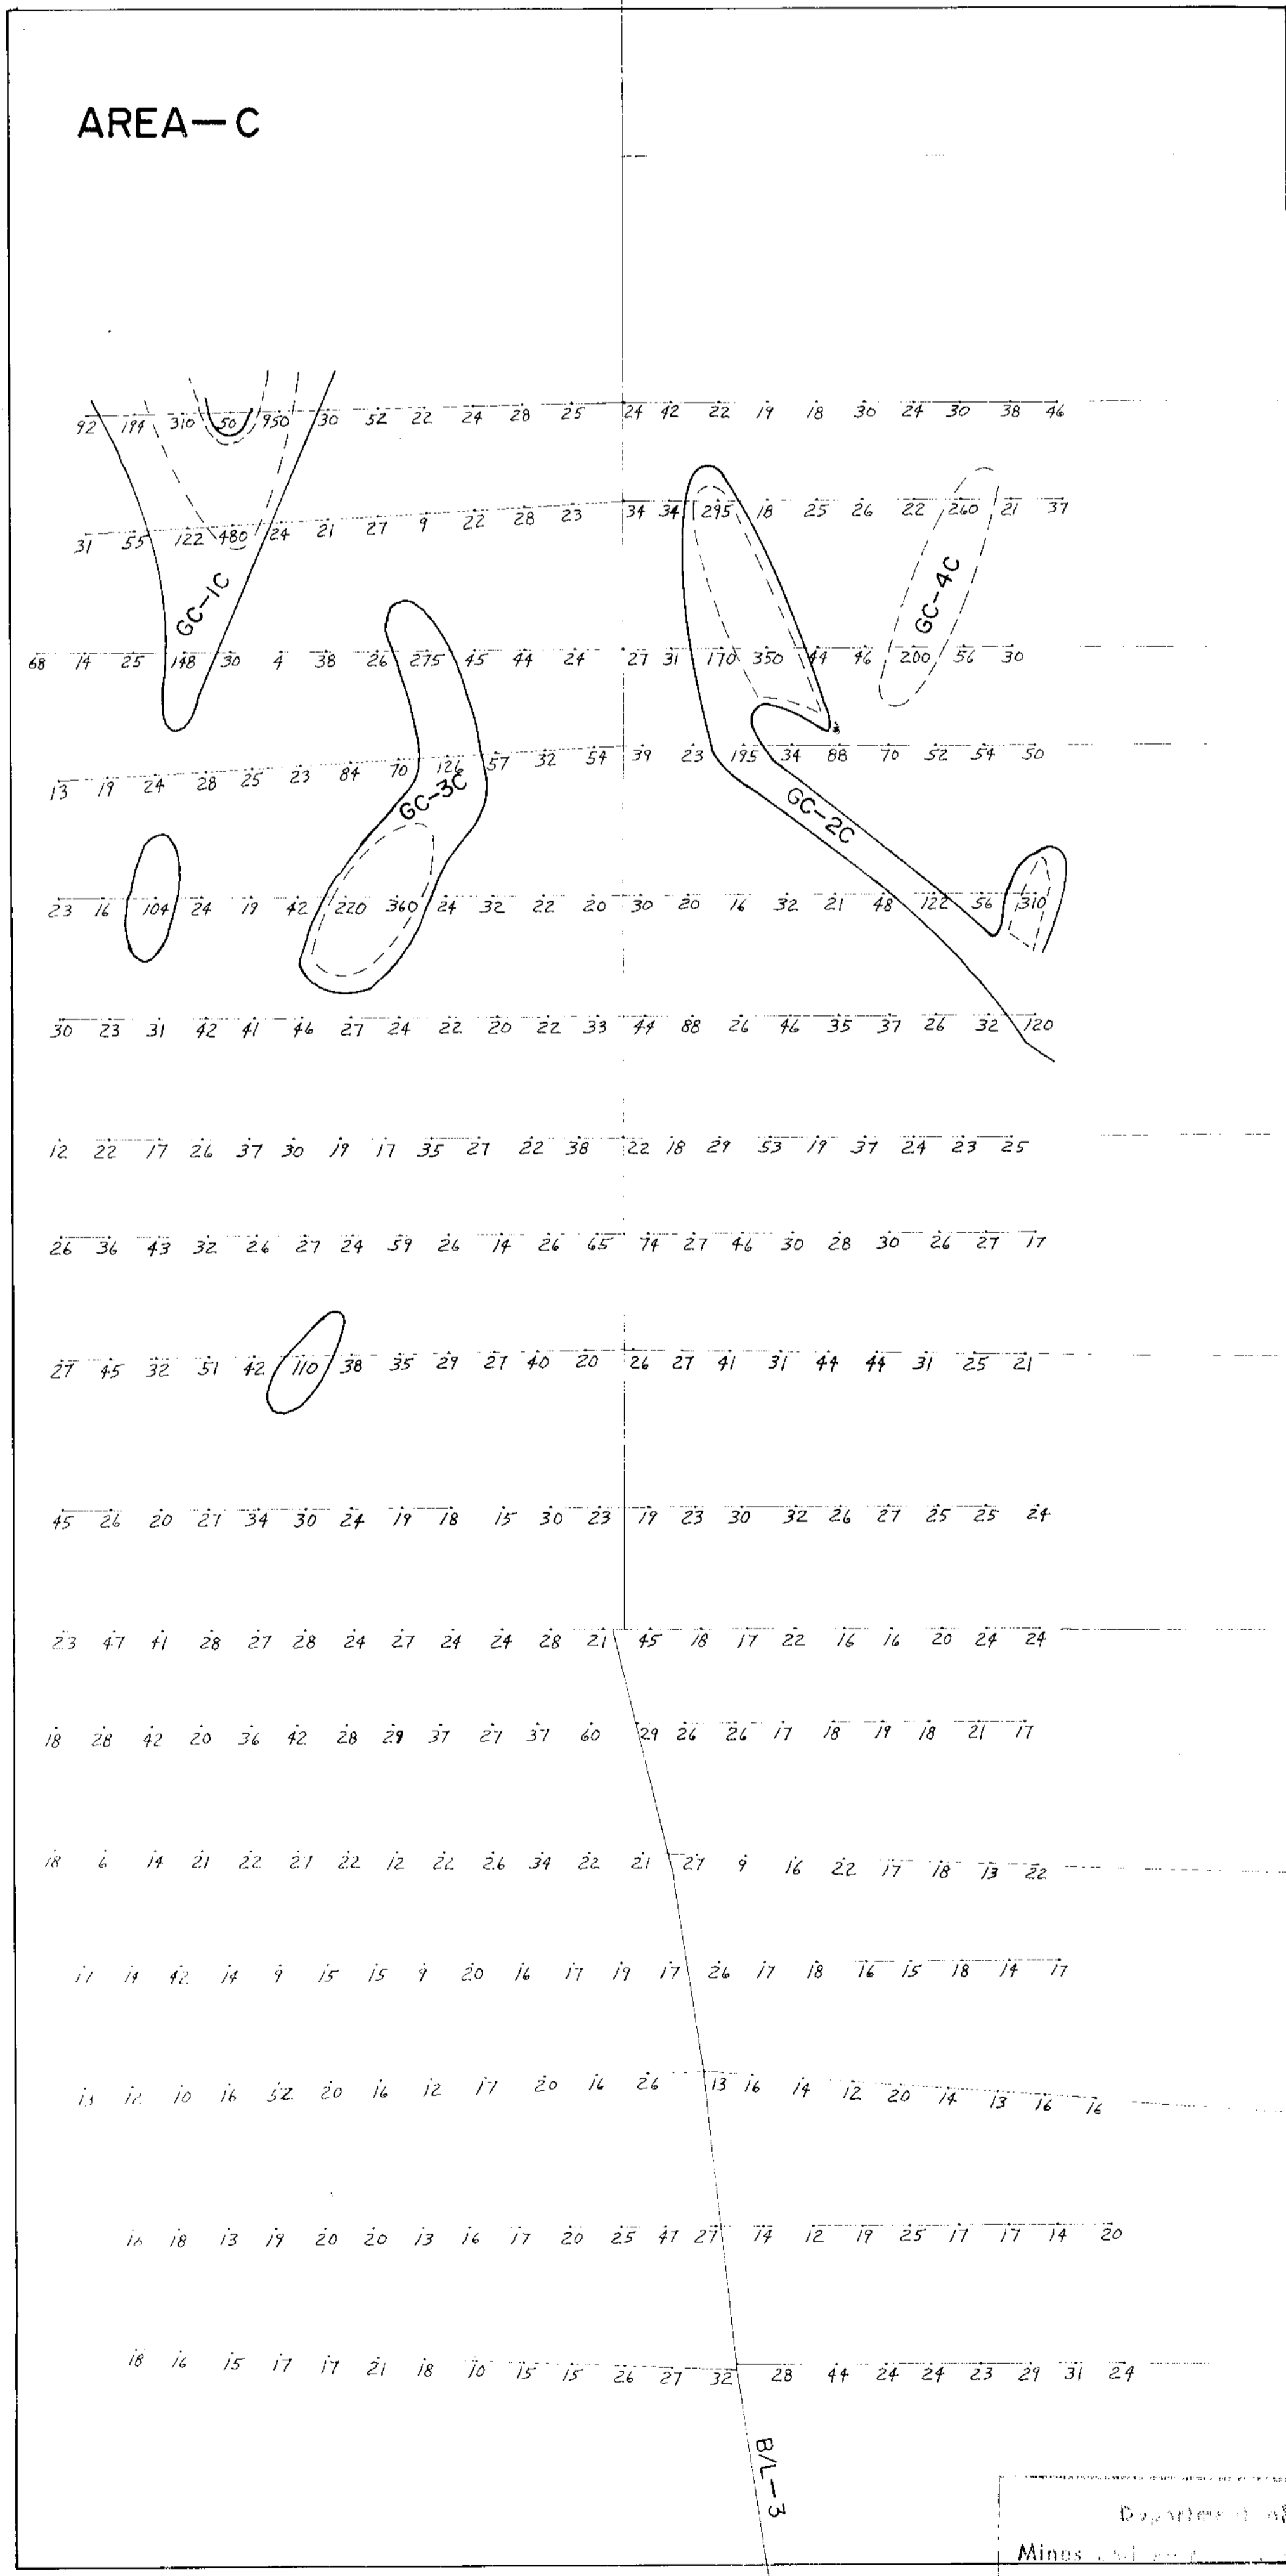 AREA—C
92 194 310 50 950 30 52 22 24 28 25 24 42 22 19 18 30 24 30 38 46
31 55 122 480 24 21 27 9 22 28 23 34 34 295 18 25 26 22 260 21 37
GC-1C
GC-4C
68 14 25 148 30 4 38 26 275 45 44 24 27 31 170 350 44 46 200 56 30
13 19 24 28 25 23 84 70 126 57 32 54 39 23 195 34 88 70 52 54 50
GC-3C
GC-2C
23 16 104 24 19 42 220 360 24 32 22 20 30 20 16 32 21 48 122 56 310
30 23 31 42 41 46 27 24 22 20 22 33 44 88 26 46 35 37 26 32 120
12 22 17 26 37 30 19 17 35 27 22 38 22 18 29 53 19 37 24 23 25
26 36 43 32 26 27 24 59 26 14 26 65 74 27 46 30 28 30 26 27 17
27 45 32 51 42 110 38 35 29 27 40 20 26 27 41 31 44 44 31 25 21
45 26 20 27 34 30 24 19 18 15 30 23 19 23 30 32 26 27 25 25 24
23 47 41 28 27 28 24 27 24 24 28 21 45 18 17 22 16 16 20 24 24
18 28 42 20 36 42 28 29 37 27 37 60 29 26 26 17 18 19 18 21 17
18 6 14 21 22 27 22 12 22 26 34 22 21 27 9 16 22 17 18 13 22
17 14 42 14 9 15 15 9 20 16 17 19 17 26 17 18 16 15 18 14 17
13 12 10 16 52 20 16 12 17 20 16 26 13 16 14 12 20 14 13 16 16
16 18 13 19 20 20 13 16 17 20 25 47 27 14 12 19 25 17 17 14 20
18 16 15 17 17 21 18 10 15 15 26 27 32 28 44 24 24 23 29 31 24
B/L-3
Department of
Mines and